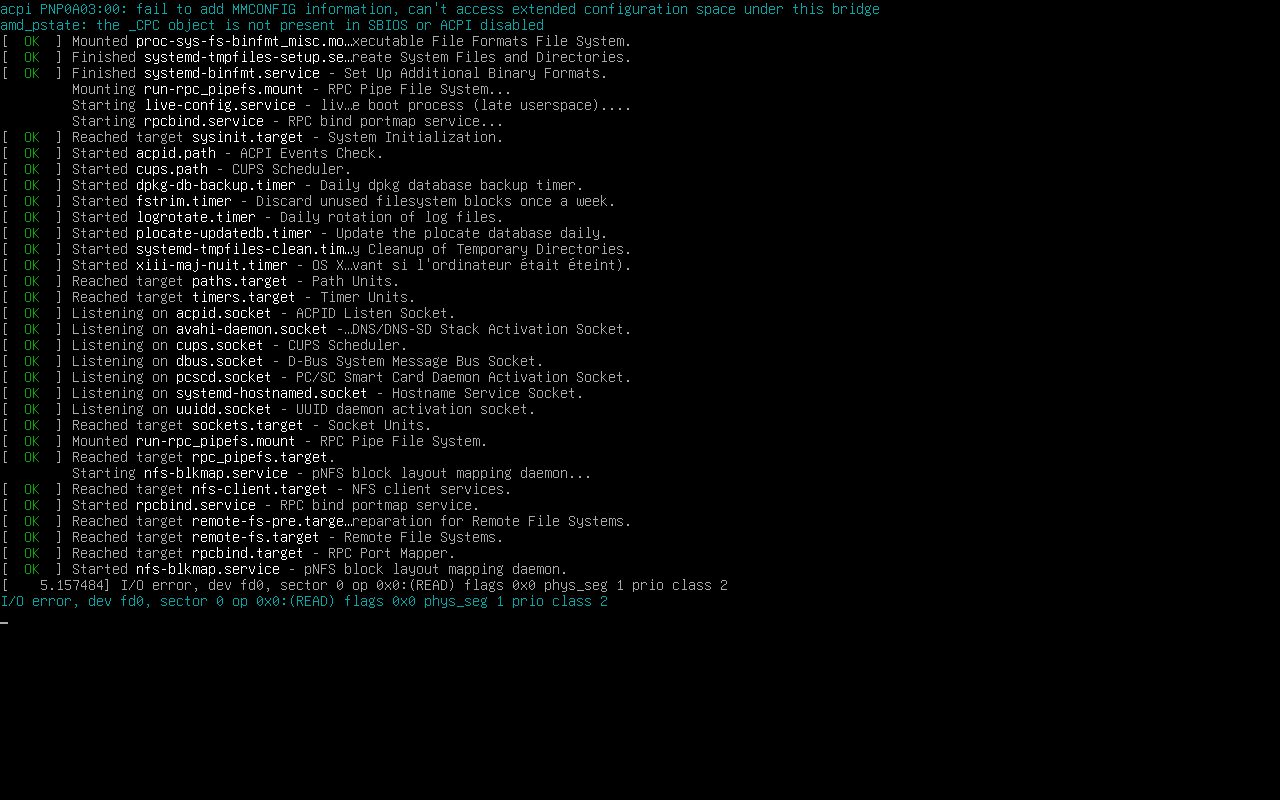 acpi PNP0A03:00: fail to add MMCONFIG information, can't access extended configuration space under this bridge
amd_pstate: the _CPC object is not present in SBIOS or ACPI disabled
[  OK  ] Mounted proc-sys-fs-binfmt_misc.mo…xecutable File Formats File System.
[  OK  ] Finished systemd-tmpfiles-setup.se…reate System Files and Directories.
[  OK  ] Finished systemd-binfmt.service - Set Up Additional Binary Formats.
         Mounting run-rpc_pipefs.mount - RPC Pipe File System...
         Starting live-config.service - liv…e boot process (late userspace)....
         Starting rpcbind.service - RPC bind portmap service...
[  OK  ] Reached target sysinit.target - System Initialization.
[  OK  ] Started acpid.path - ACPI Events Check.
[  OK  ] Started cups.path - CUPS Scheduler.
[  OK  ] Started dpkg-db-backup.timer - Daily dpkg database backup timer.
[  OK  ] Started fstrim.timer - Discard unused filesystem blocks once a week.
[  OK  ] Started logrotate.timer - Daily rotation of log files.
[  OK  ] Started plocate-updatedb.timer - Update the plocate database daily.
[  OK  ] Started systemd-tmpfiles-clean.tim…y Cleanup of Temporary Directories.
[  OK  ] Started xiii-maj-nuit.timer - OS X…vant si l'ordinateur était éteint).
[  OK  ] Reached target paths.target - Path Units.
[  OK  ] Reached target timers.target - Timer Units.
[  OK  ] Listening on acpid.socket - ACPID Listen Socket.
[  OK  ] Listening on avahi-daemon.socket -…DNS/DNS-SD Stack Activation Socket.
[  OK  ] Listening on cups.socket - CUPS Scheduler.
[  OK  ] Listening on dbus.socket - D-Bus System Message Bus Socket.
[  OK  ] Listening on pcscd.socket - PC/SC Smart Card Daemon Activation Socket.
[  OK  ] Listening on systemd-hostnamed.socket - Hostname Service Socket.
[  OK  ] Listening on uuidd.socket - UUID daemon activation socket.
[  OK  ] Reached target sockets.target - Socket Units.
[  OK  ] Mounted run-rpc_pipefs.mount - RPC Pipe File System.
[  OK  ] Reached target rpc_pipefs.target.
         Starting nfs-blkmap.service - pNFS block layout mapping daemon...
[  OK  ] Reached target nfs-client.target - NFS client services.
[  OK  ] Started rpcbind.service - RPC bind portmap service.
[  OK  ] Reached target remote-fs-pre.targe…reparation for Remote File Systems.
[  OK  ] Reached target remote-fs.target - Remote File Systems.
[  OK  ] Reached target rpcbind.target - RPC Port Mapper.
[  OK  ] Started nfs-blkmap.service - pNFS block layout mapping daemon.
[    5.157484] I/O error, dev fd0, sector 0 op 0x0:(READ) flags 0x0 phys_seg 1 prio class 2
I/O error, dev fd0, sector 0 op 0x0:(READ) flags 0x0 phys_seg 1 prio class 2